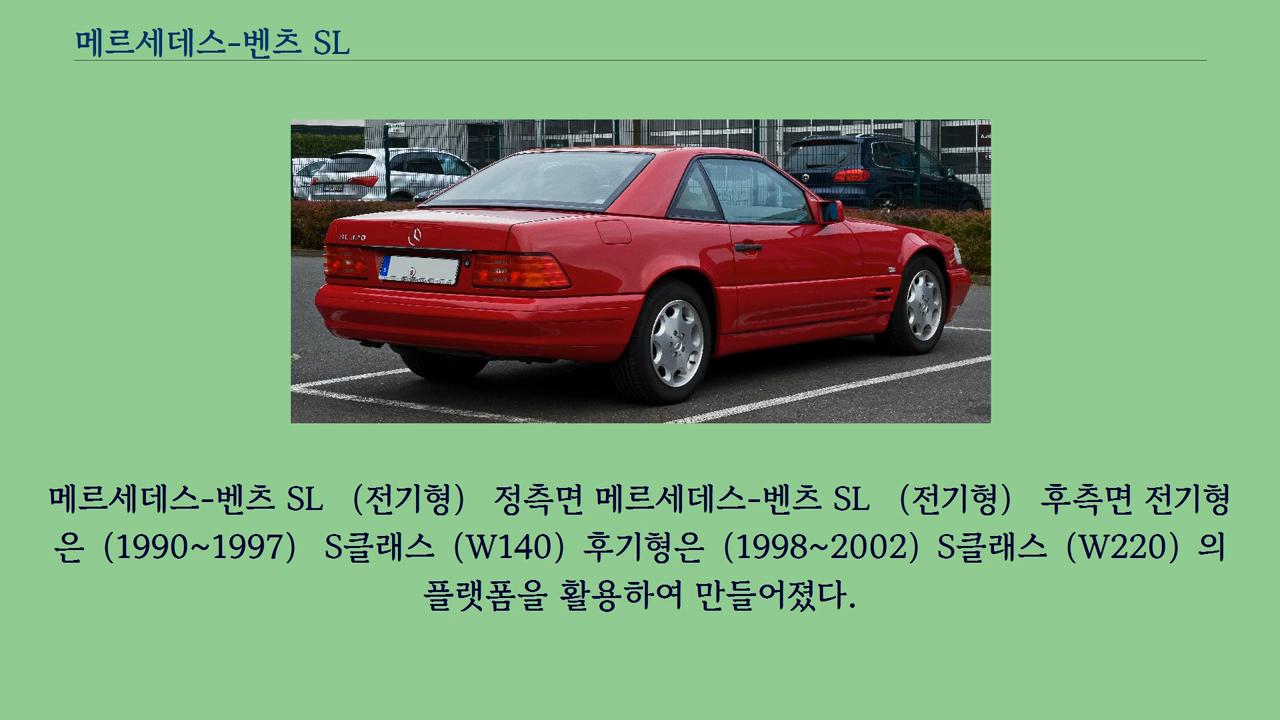 메르세데스-벤츠 SL
메르세데스-벤츠 SL (전기형) 정측면 메르세데스-벤츠 SL (전기형) 후측면 전기형
은 (1990~1997) S클래스 (W140) 후기형은 (1998~2002) S클래스 (W220) 의
플랫폼을 활용하여 만들어졌다.